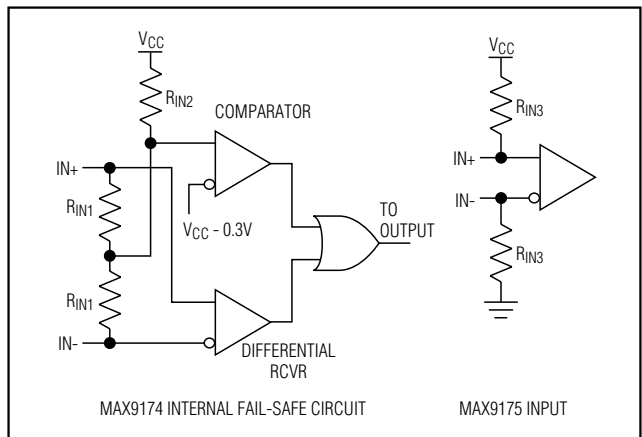 VCC
RIN2
COMPARATOR
IN+
RIN1
VCC - 0.3V
TO
OUTPUT
RIN1
IN-
DIFFERENTIAL
RCVR
MAX9174 INTERNAL FAIL-SAFE CIRCUIT
VCC
RIN3
IN+
IN-
RIN3
MAX9175 INPUT